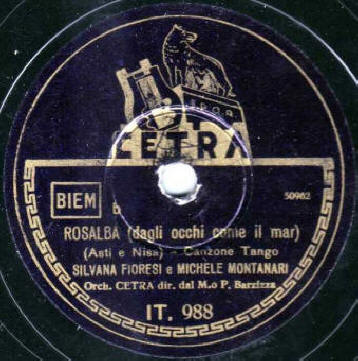 CETRA
BIEM
50902
ROSALBA (dagli occhi come il mar)
(Asti e Nisa) - Canzone Tango
SILVANA FIORESI e MICHELE MONTANARI
Orch. CETRA dir. dal M.o P. Barzizza
IT. 988